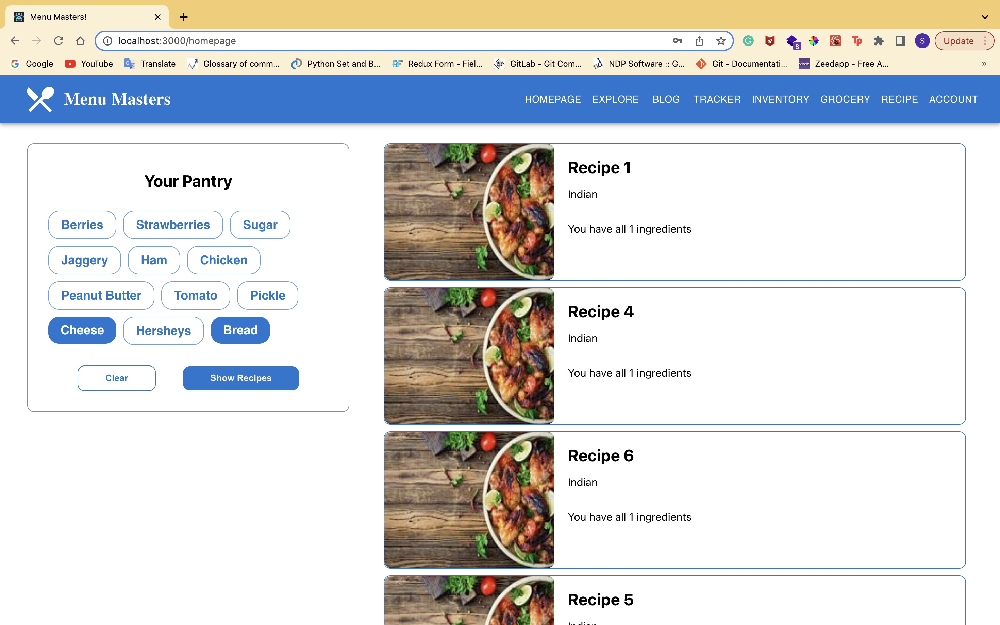 Menu Masters!
localhost:3000/homepage
8
S
Update
Google YouTube Translate Glossary of comm... Python Set and B... Redux Form - Fiel... GitLab - Git Com... NDP Software :: G... Git - Documentati... colorlib. Zeedapp - Free A... »
Menu Masters
HOMEPAGE EXPLORE BLOG TRACKER INVENTORY GROCERY RECIPE ACCOUNT
Your Pantry
Berries Strawberries Sugar
Jaggery Ham Chicken
Peanut Butter Tomato Pickle
Cheese Hersheys Bread
Clear Show Recipes
Recipe 1
Indian
You have all 1 ingredients
Recipe 4
Indian
You have all 1 ingredients
Recipe 6
Indian
You have all 1 ingredients
Recipe 5
Indian